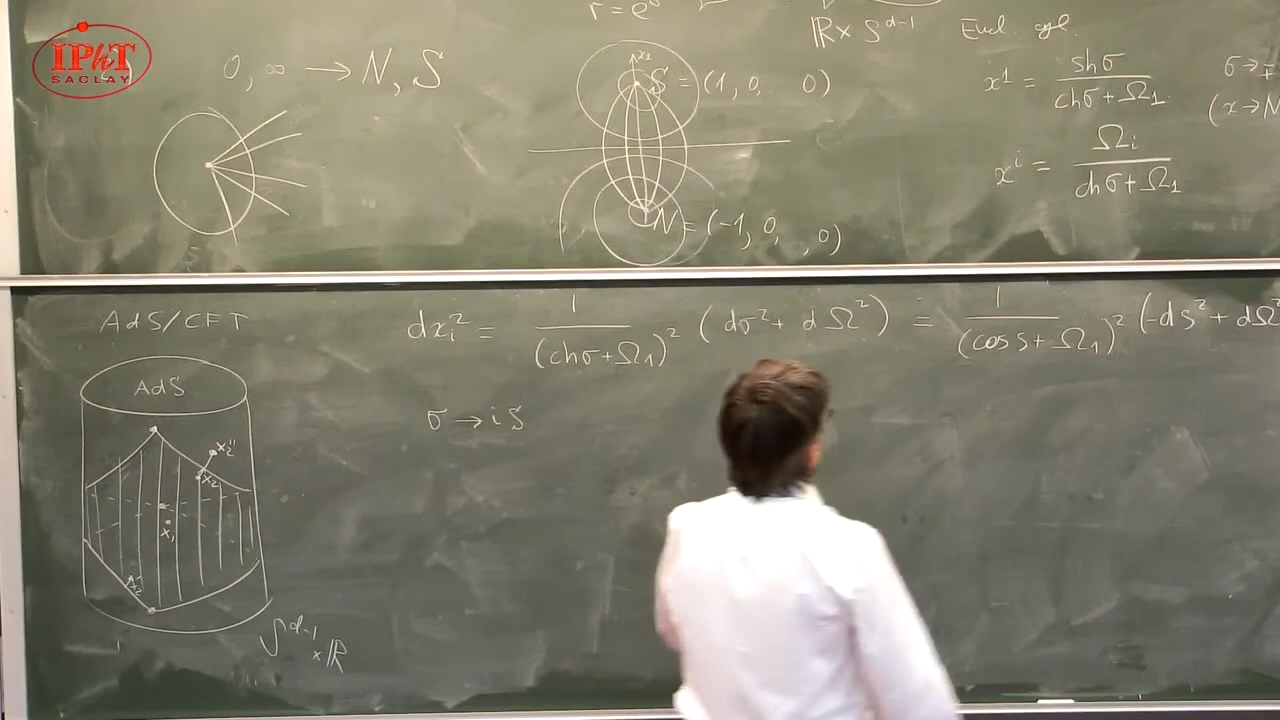 IPhT
SACLAY
r = e^σ
ℝ × S^{d-1} Eucl. cyl.
0, ∞ → N, S
x^1
S = (1, 0, 0)
N = (-1, 0, , 0)
x^1 = shσ / (chσ + Ω_1)
σ → ∓
(x → N
x^i = Ω_i / (chσ + Ω_1)
AdS/CFT
dx_i^2 = 1 / (chσ + Ω_1)^2 (dσ^2 + dΩ^2) = 1 / (cos s + Ω_1)^2 (-ds^2 + dΩ^2
AdS
σ → i s
x_2''
x_2
x_1
x_2'
S^{d-1} × ℝ